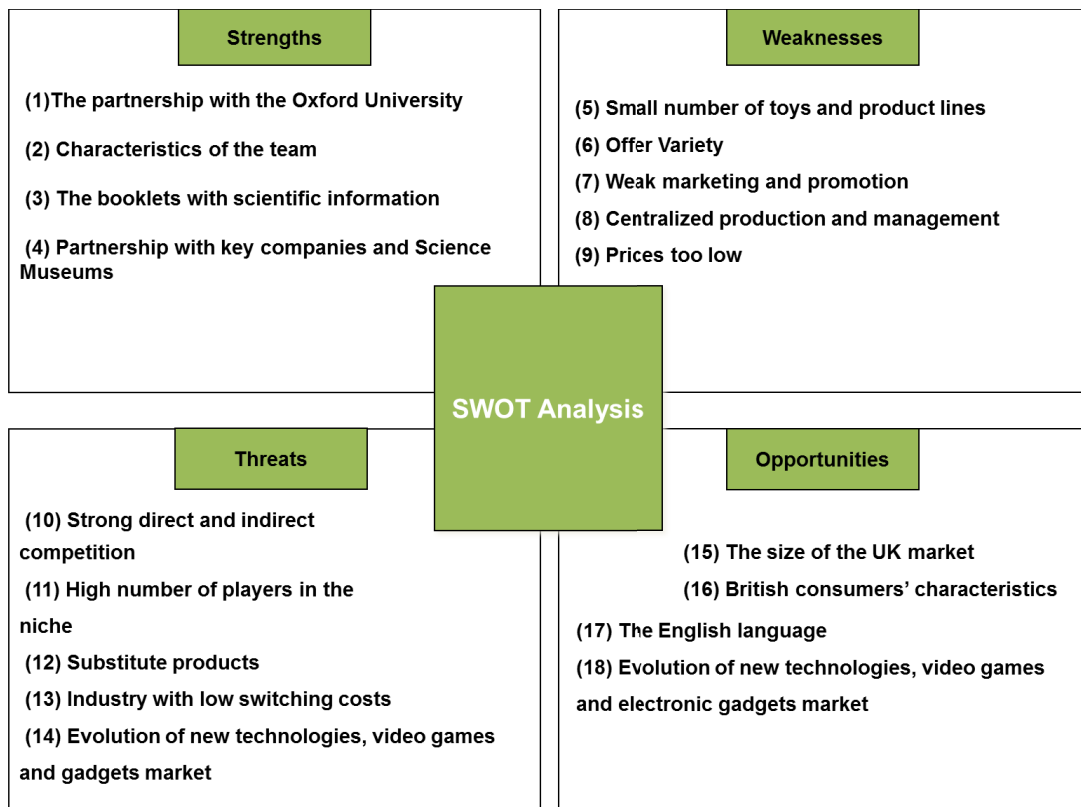 Strengths
(1)The partnership with the Oxford University
(2) Characteristics of the team
(3) The booklets with scientific information
(4) Partnership with key companies and Science
Museums
Weaknesses
(5) Small number of toys and product lines
(6) Offer Variety
(7) Weak marketing and promotion
(8) Centralized production and management
(9) Prices too low
SWOT Analysis
Threats
(10) Strong direct and indirect
competition
(11) High number of players in the
niche
(12) Substitute products
(13) Industry with low switching costs
(14) Evolution of new technologies, video games
and gadgets market
Opportunities
(15) The size of the UK market
(16) British consumers’ characteristics
(17) The English language
(18) Evolution of new technologies, video games
and electronic gadgets market